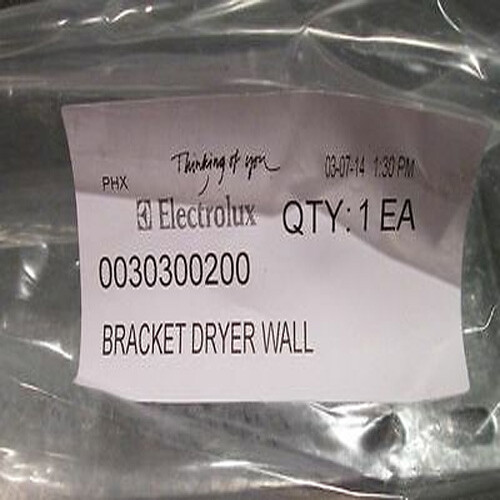 Thinking of you 03-07-14 1:30 PM
PHX
Electrolux QTY: 1 EA
0030300200
BRACKET DRYER WALL